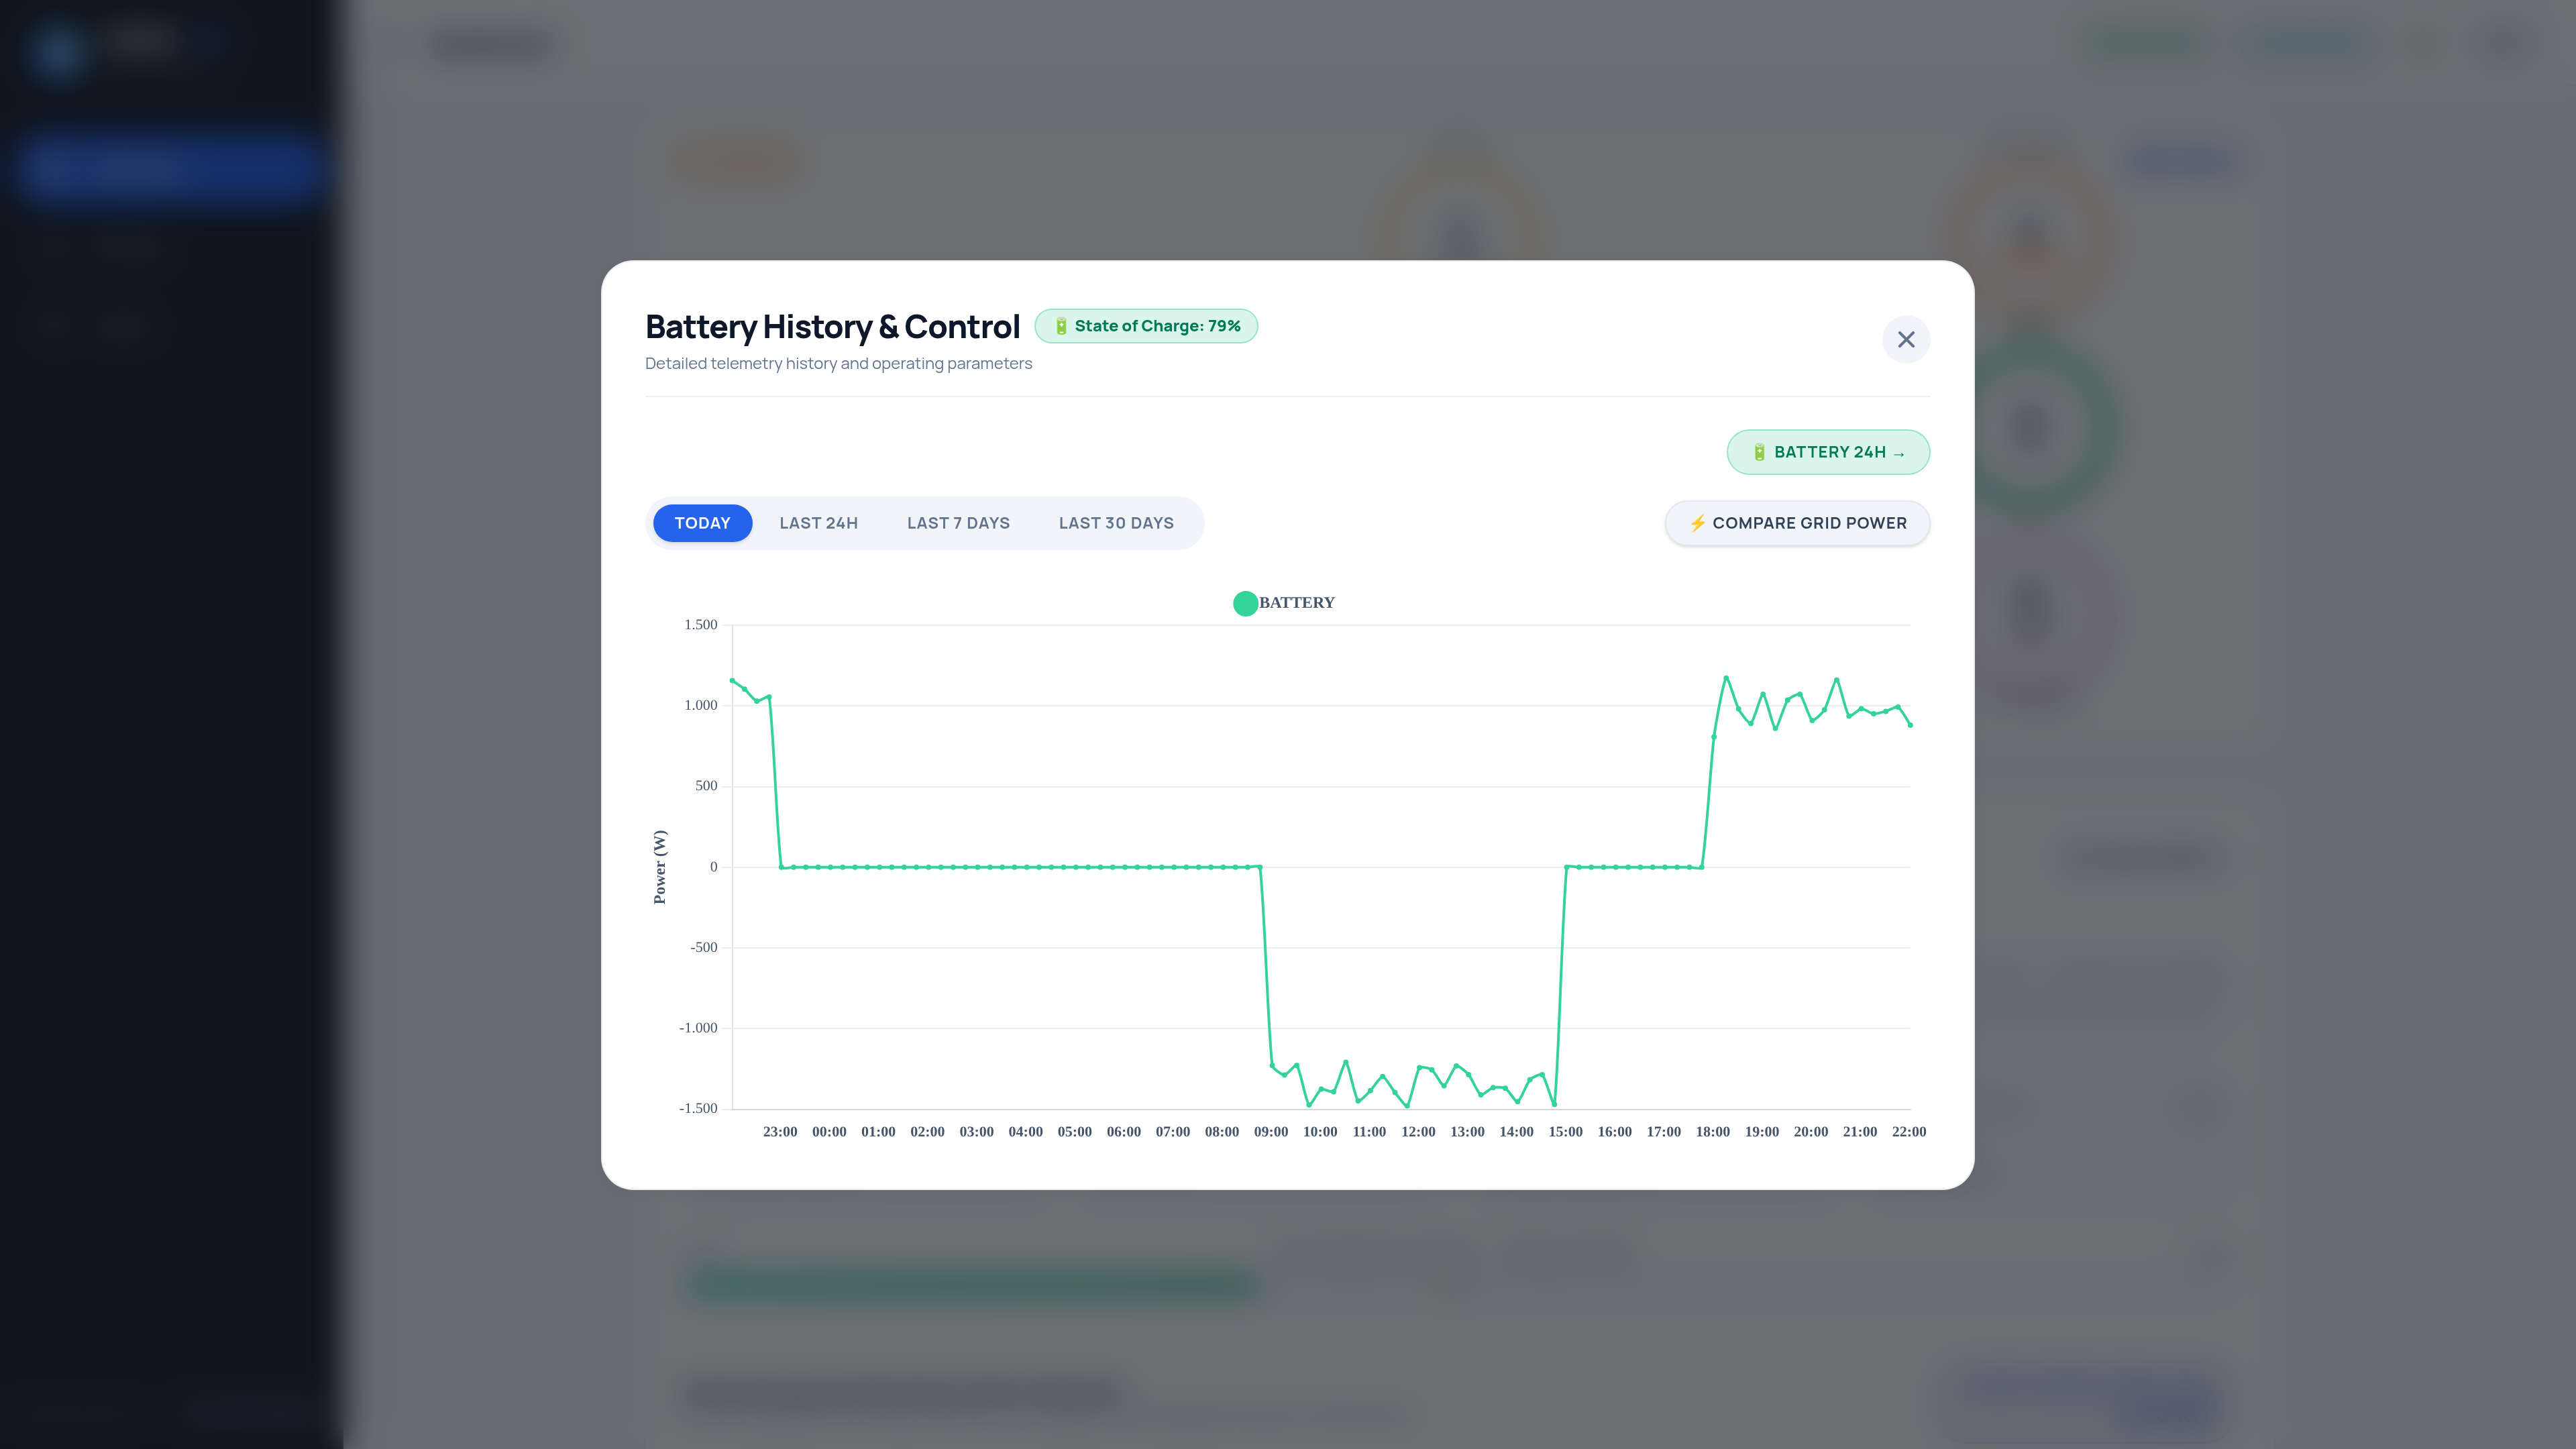 Battery History & Control
🔋 State of Charge: 79%
Detailed telemetry history and operating parameters
🔋 BATTERY 24H →
TODAY LAST 24H LAST 7 DAYS LAST 30 DAYS
⚡ COMPARE GRID POWER
BATTERY
Power (W)
1.500
1.000
500
0
-500
-1.000
-1.500
23:00 00:00 01:00 02:00 03:00 04:00 05:00 06:00 07:00 08:00 09:00 10:00 11:00 12:00 13:00 14:00 15:00 16:00 17:00 18:00 19:00 20:00 21:00 22:00